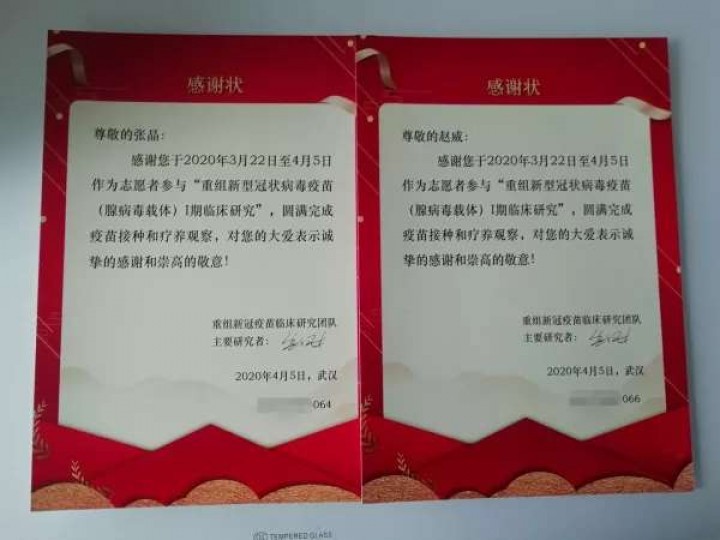 感谢状
尊敬的张晶:
感谢您于2020年3月22日至4月5日
作为志愿者参与“重组新型冠状病毒疫苗
（腺病毒载体）I期临床研究”，圆满完成
疫苗接种和疗养观察，对您的大爱表示诚
挚的感谢和崇高的敬意!
重组新冠疫苗临床研究团队
主要研究者:
2020年4月5日，武汉
064
感谢状
尊敬的赵威:
感谢您于2020年3月22日至4月5日
作为志愿者参与“重组新型冠状病毒疫苗
（腺病毒载体）I期临床研究”，圆满完成
疫苗接种和疗养观察，对您的大爱表示诚
挚的感谢和崇高的敬意!
重组新冠疫苗临床研究团队
主要研究者:
2020年4月5日，武汉
066
TEMPERED GLASS